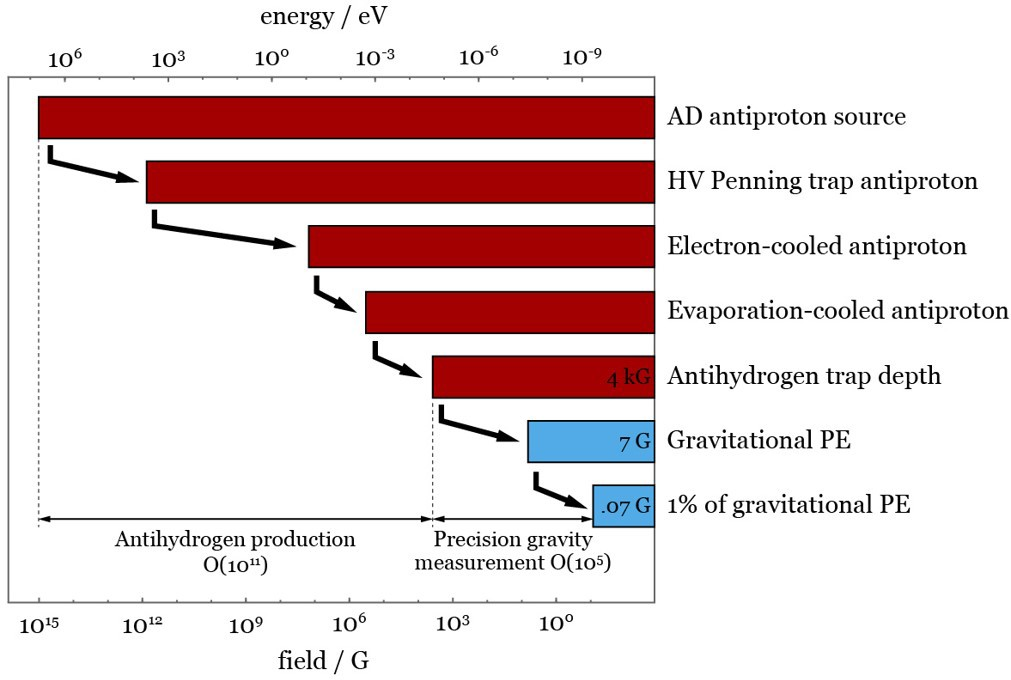 energy / eV
10⁶ 10³ 10⁰ 10⁻³ 10⁻⁶ 10⁻⁹
AD antiproton source
HV Penning trap antiproton
Electron-cooled antiproton
Evaporation-cooled antiproton
4 kG Antihydrogen trap depth
7 G Gravitational PE
.07 G 1% of gravitational PE
Antihydrogen production
O(10¹¹)
Precision gravity
measurement O(10⁵)
10¹⁵ 10¹² 10⁹ 10⁶ 10³ 10⁰
field / G